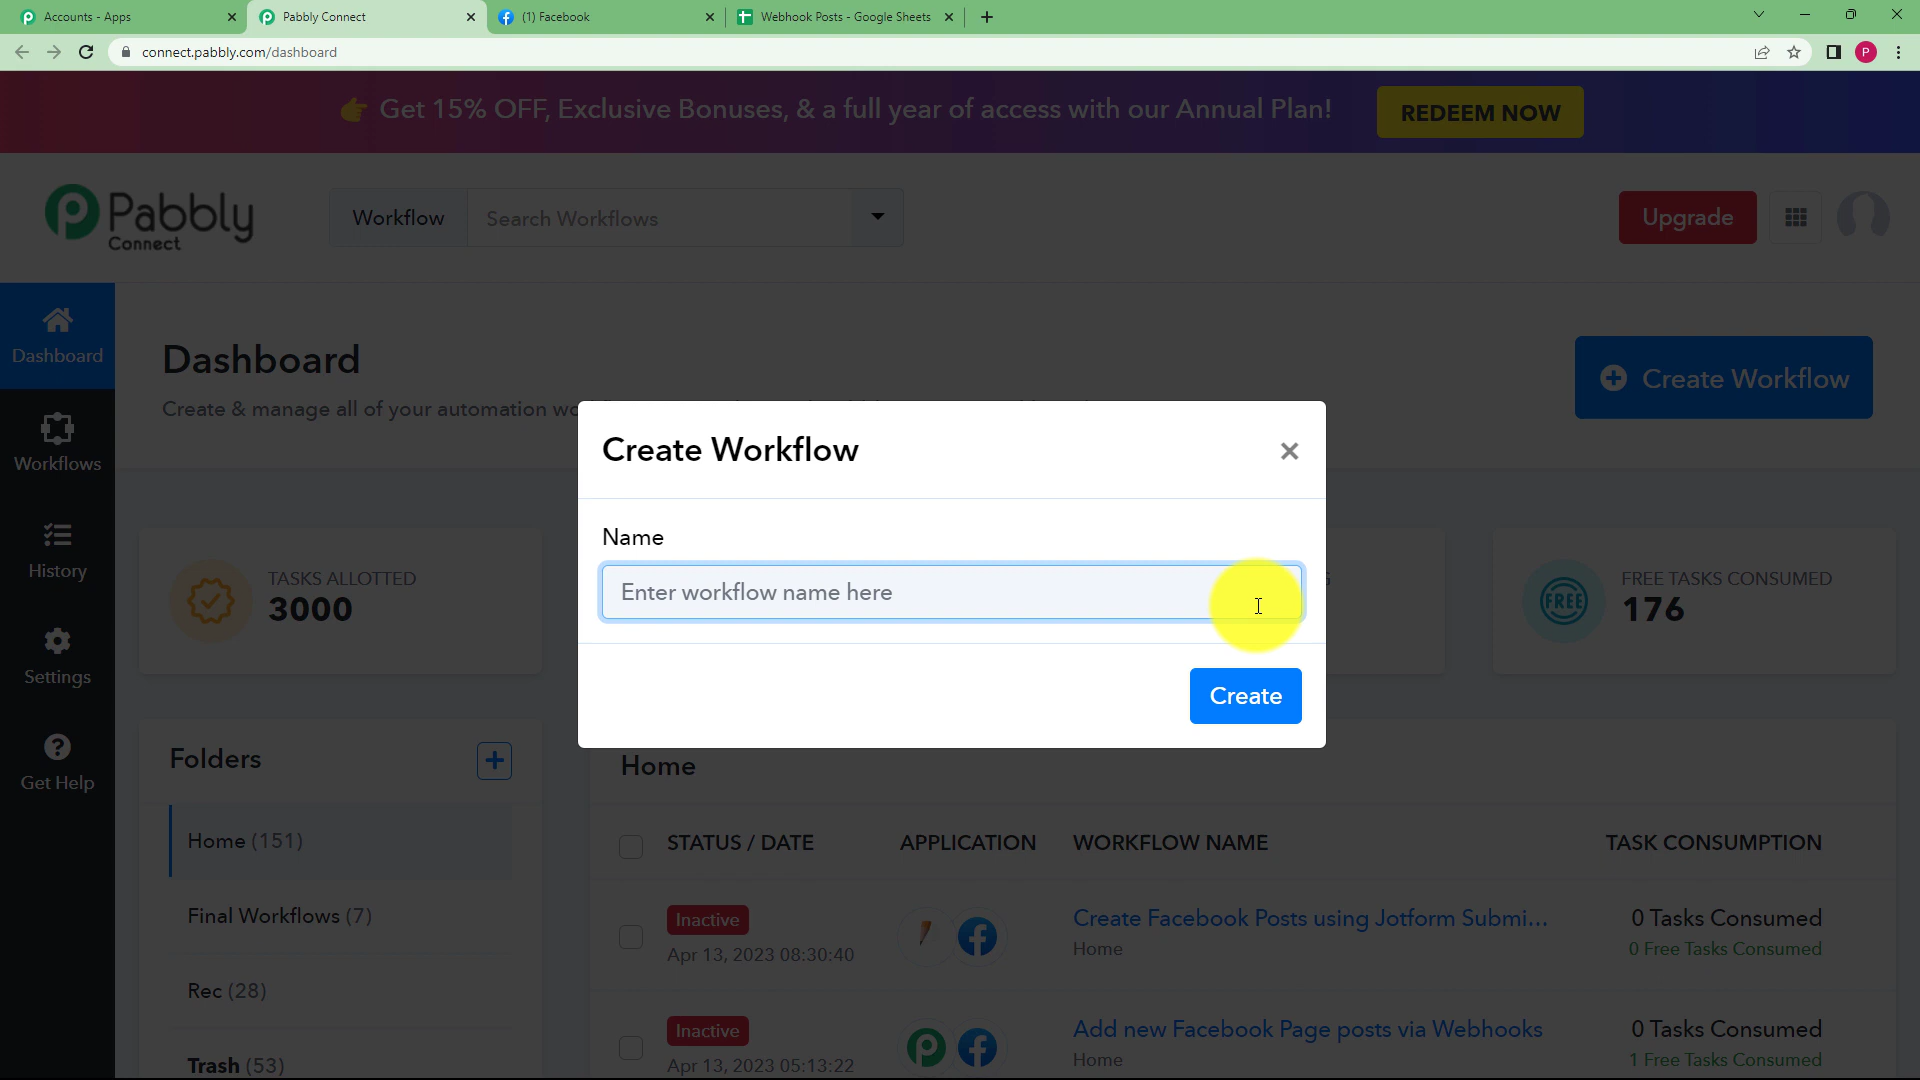 Accounts - Apps
Pabbly Connect
(1) Facebook
Webhook Posts - Google Sheets
connect.pabbly.com/dashboard
P
👉 Get 15% OFF, Exclusive Bonuses, & a full year of access with our Annual Plan!
REDEEM NOW
Pabbly
Connect
Workflow
Search Workflows
Upgrade
Dashboard
Workflows
History
Settings
Get Help
Dashboard
Create & manage all of your automation
Create Workflow
Create Workflow
Name
Enter workflow name here
Create
TASKS ALLOTTED
3000
FREE
FREE TASKS CONSUMED
176
Folders
Home (151)
Final Workflows (7)
Rec (28)
Trash (53)
Home
STATUS / DATE
APPLICATION
WORKFLOW NAME
TASK CONSUMPTION
Inactive
Apr 13, 2023 08:30:40
Create Facebook Posts using Jotform Submi...
Home
0 Tasks Consumed
0 Free Tasks Consumed
Inactive
Apr 13, 2023 05:13:22
Add new Facebook Page posts via Webhooks
Home
0 Tasks Consumed
1 Free Tasks Consumed